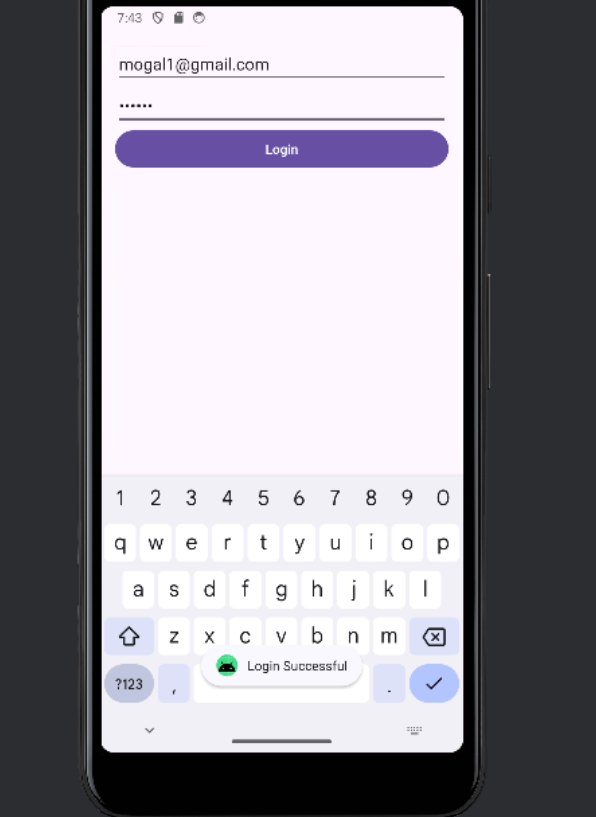 7:43
mogal1@gmail.com
••••••
Login
1 2 3 4 5 6 7 8 9 0
q w e r t y u i o p
a s d f g h j k l
z x c v b n m
Login Successful
?123 , .